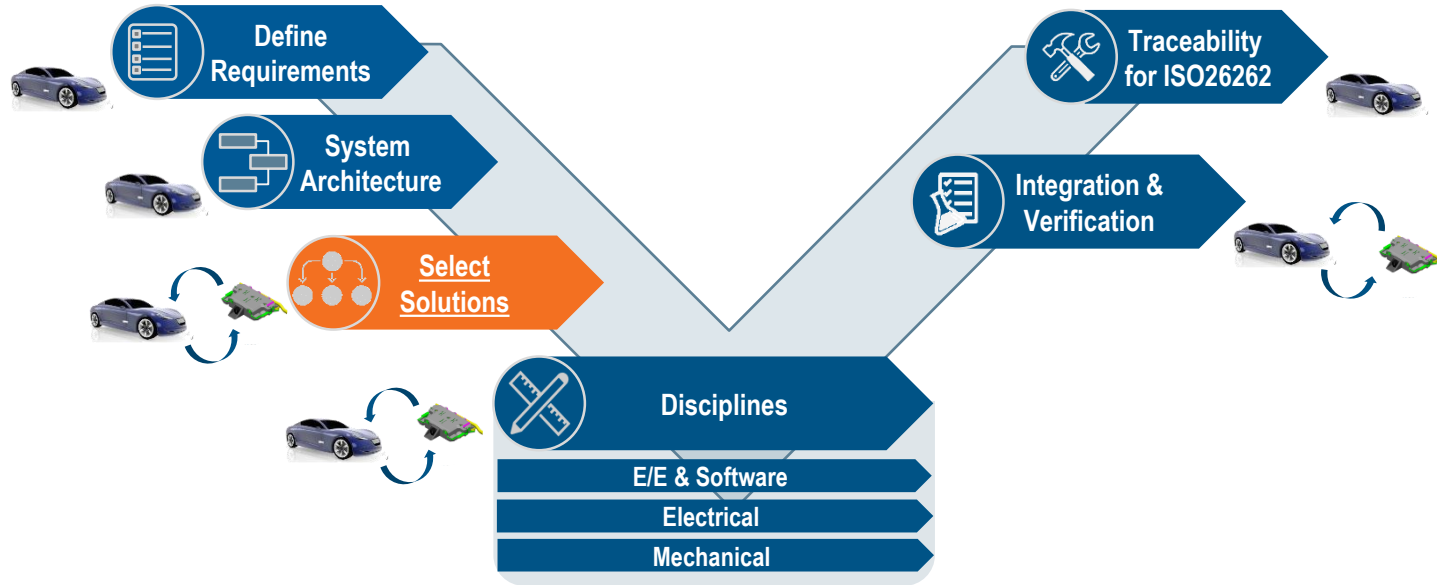 Define
Requirements
System
Architecture
Select
Solutions
Disciplines
E/E & Software
Electrical
Mechanical
Traceability
for ISO26262
Integration &
Verification